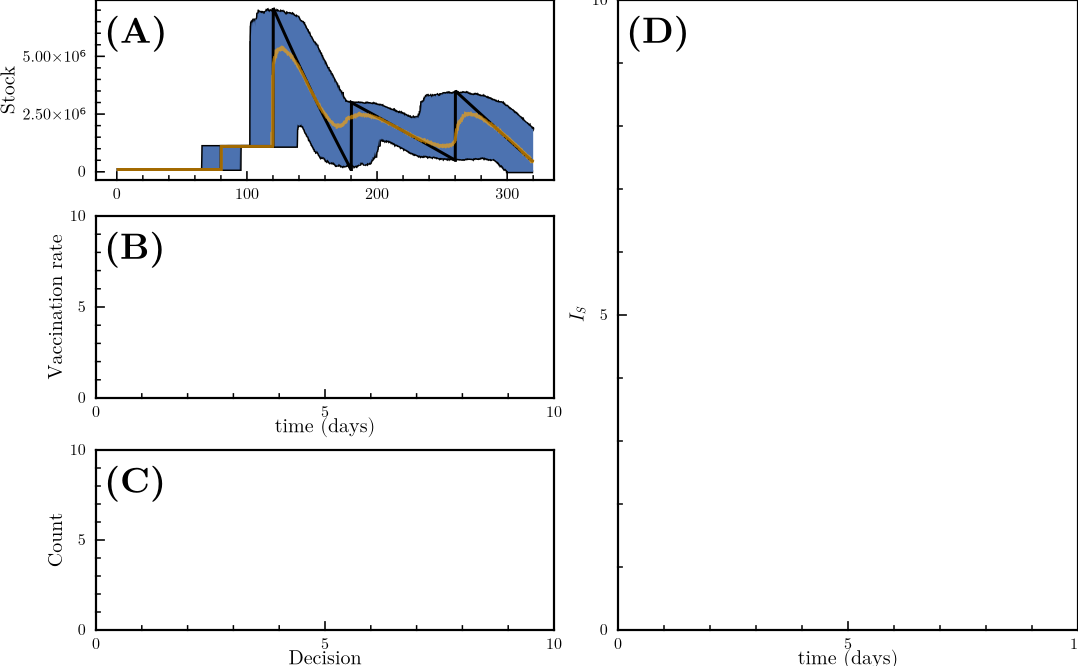 (A)
Stock
5.00×10⁶
2.50×10⁶
0
0 100 200 300
(B)
Vaccination rate
10
5
0
0 5 10
time (days)
(C)
Count
10
5
0
0 5 10
Decision
(D)
I_S
10
5
0
0 5 1
time (days)